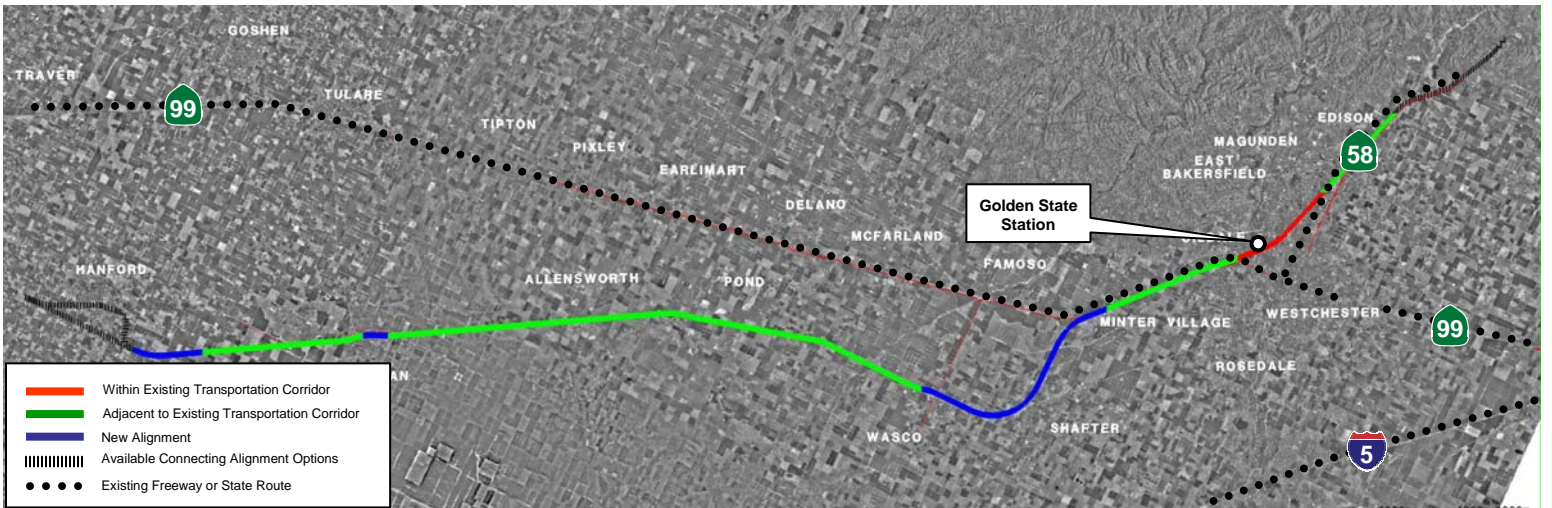 GOSHEN
TRAVER
99
TULARE
TIPTON
PIXLEY
EARLIMART
DELANO
MCFARLAND
FAMOSO
EDISON
MAGUNDEN
58
EAST
BAKERSFIELD
Golden State
Station
HANFORD
ALLENSWORTH
POND
MINTER VILLAGE
WESTCHESTER
99
ROSEDALE
WASCO
SHAFTER
5
Within Existing Transportation Corridor
Adjacent to Existing Transportation Corridor
New Alignment
Available Connecting Alignment Options
Existing Freeway or State Route